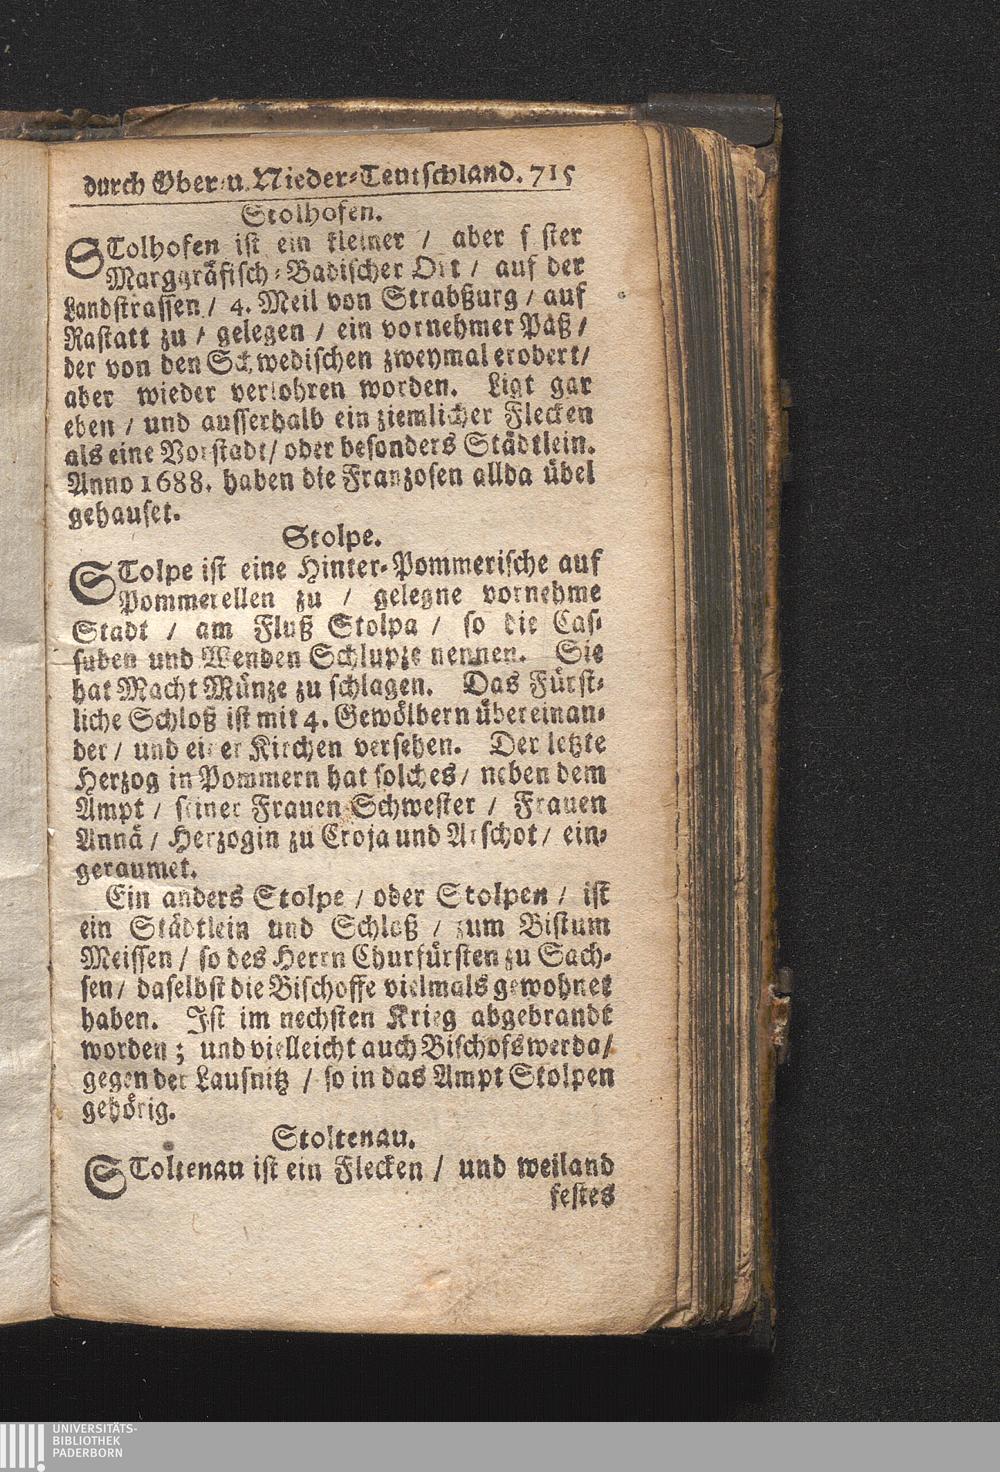 durch Ober- u. Nieder-Teutschland. 715
Stolhofen.
STolhofen ist ein kleiner / aber f ster
Marggräfisch-Badischer Ort / auf der
Landstrassen / 4. Meil von Strabßurg / auf
Rastatt zu / gelegen / ein vornehmer Paß /
der von den Schwedischen zweymal erobert /
aber wieder verlohren worden. Ligt gar
eben / und ausserhalb ein ziemlicher Flecken
als eine Vorstadt / oder besonders Städtlein.
Anno 1688. haben die Franzosen allda übel
gehauset.
Stolpe.
STolpe ist eine Hinter-Pommerische auf
Pommerellen zu / gelegne vornehme
Stadt / am Fluß Stolpa / so die Cas-
suben und Wenden Schlupze nennen. Sie
hat Macht Münze zu schlagen. Das Fürst-
liche Schloß ist mit 4. Gewölbern übereinan-
der / und einer Kirchen versehen. Der letzte
Herzog in Pommern hat solches / neben dem
Ampt / seiner Frauen Schwester / Frauen
Annä / Herzogin zu Croja und Arschot / ein-
geraumet.
Ein anders Stolpe / oder Stolpen / ist
ein Städtlein und Schloß / zum Bistum
Meissen / so des Herrn Churfürsten zu Sach-
sen / daselbst die Bischoffe vielmals gewohnet
haben. Ist im nechsten Krieg abgebrandt
worden ; und vielleicht auch Bischofswerda /
gegen der Lausnitz / so in das Ampt Stolpen
gehörig.
Stoltenau.
SToltenau ist ein Flecken / und weiland
festes
UNIVERSITÄTS-
BIBLIOTHEK
PADERBORN